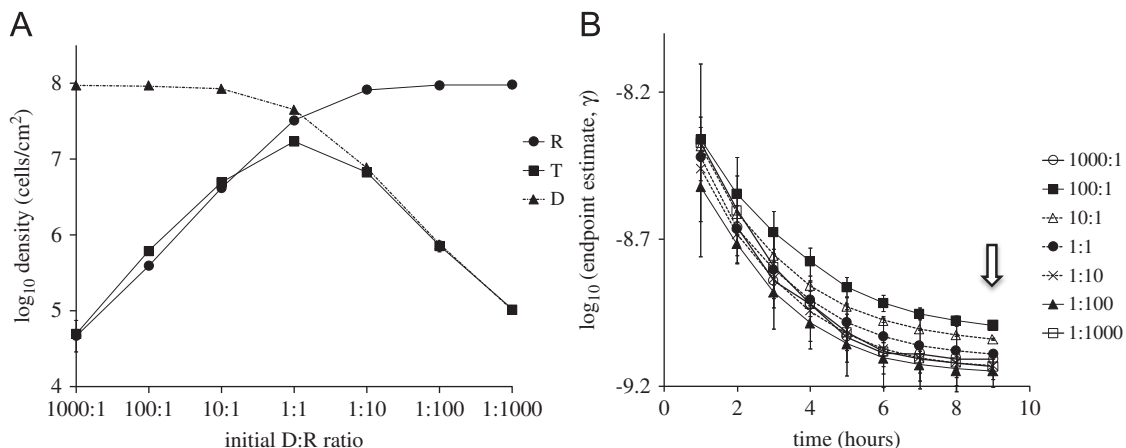 A
log₁₀ density (cells/cm²)
8
7
6
5
4
1000:1 100:1 10:1 1:1 1:10 1:100 1:1000
initial D:R ratio
R
T
D
B
log₁₀ (endpoint estimate, γ)
-8.2
-8.7
-9.2
0 2 4 6 8 10
time (hours)
1000:1
100:1
10:1
1:1
1:10
1:100
1:1000